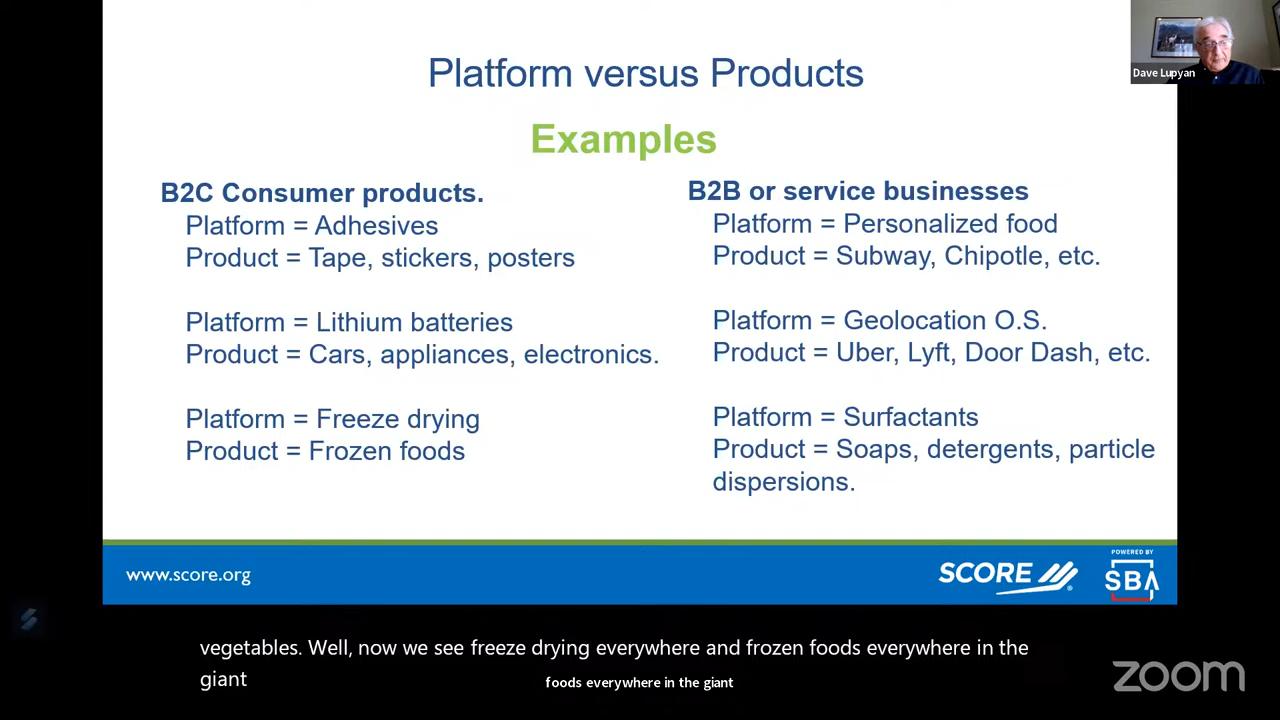 Platform versus Products
Dave Lupyan
Examples
B2C Consumer products.
Platform = Adhesives
Product = Tape, stickers, posters
Platform = Lithium batteries
Product = Cars, appliances, electronics.
Platform = Freeze drying
Product = Frozen foods
B2B or service businesses
Platform = Personalized food
Product = Subway, Chipotle, etc.
Platform = Geolocation O.S.
Product = Uber, Lyft, Door Dash, etc.
Platform = Surfactants
Product = Soaps, detergents, particle
dispersions.
www.score.org
SCORE
®
POWERED BY
SBA
vegetables. Well, now we see freeze drying everywhere and frozen foods everywhere in the
giant
foods everywhere in the giant
zoom